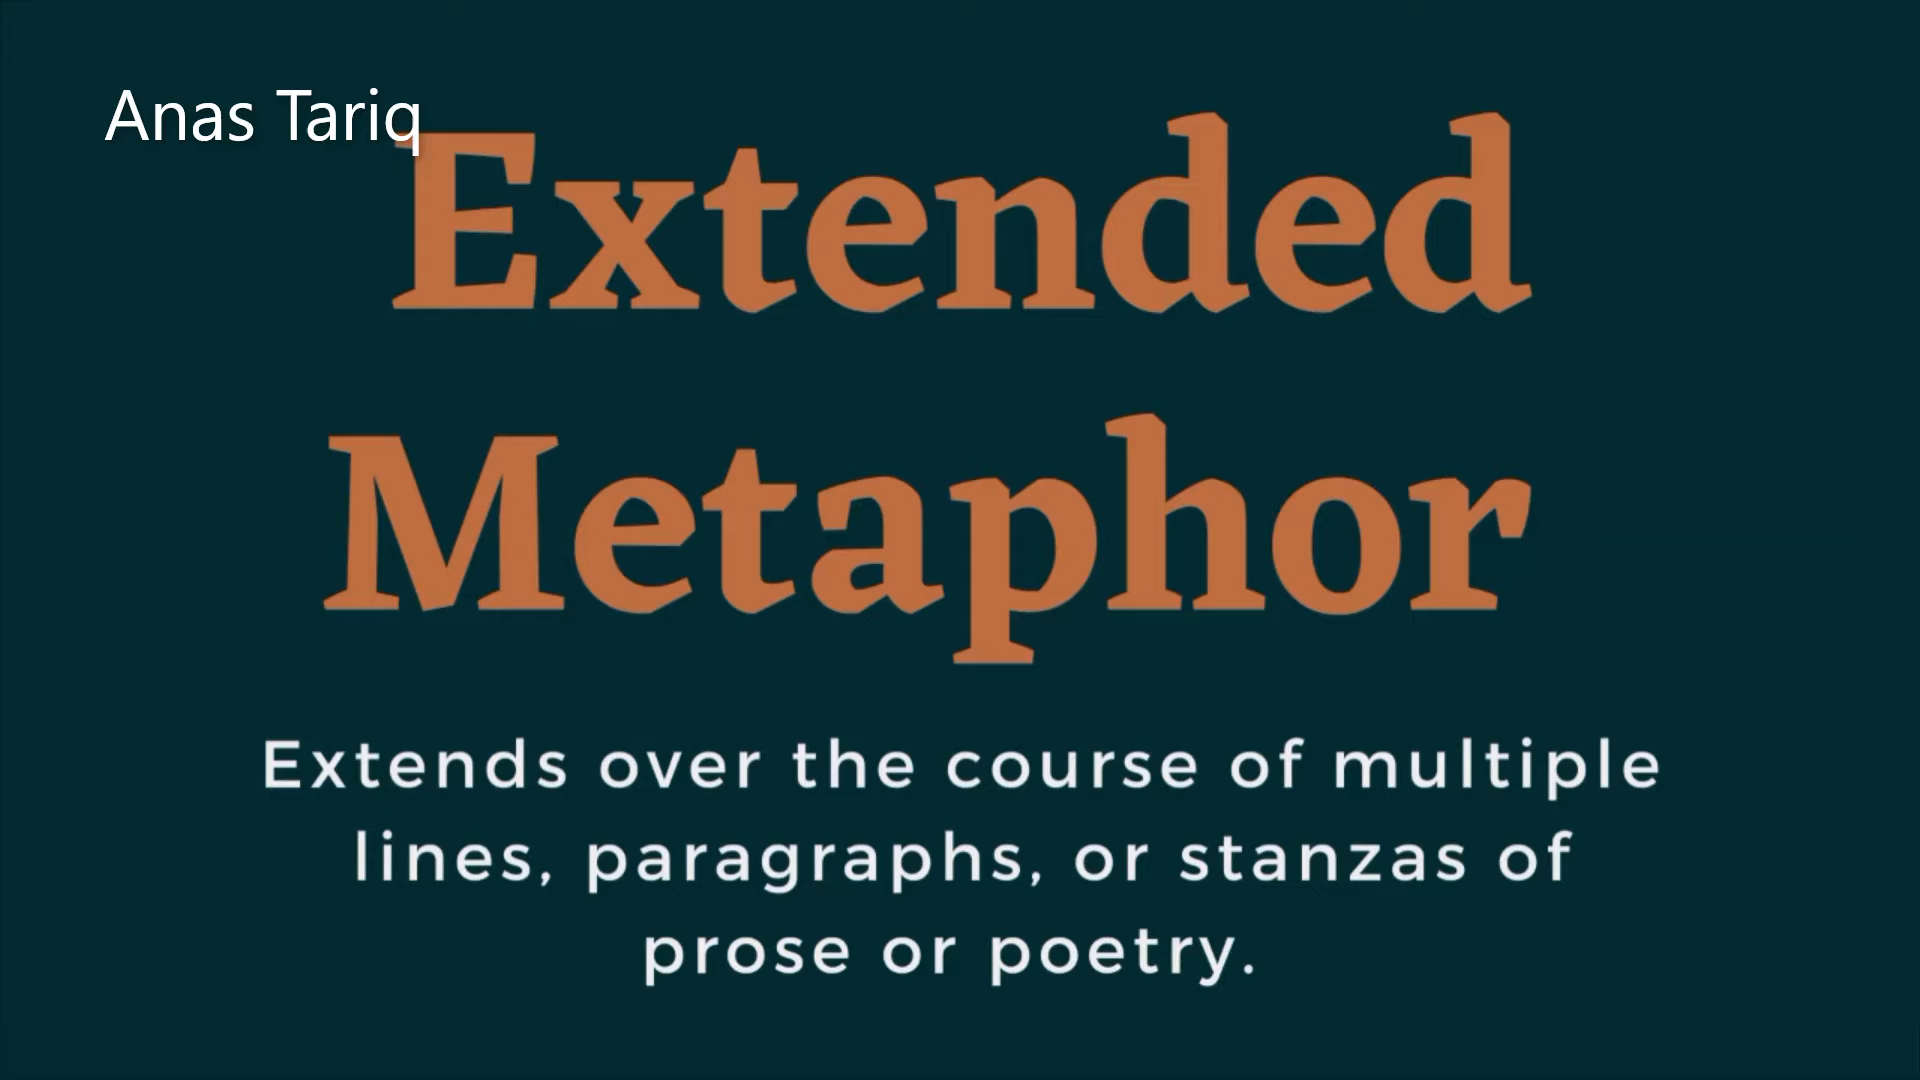 Anas Tariq
Extended
Metaphor
Extends over the course of multiple
lines, paragraphs, or stanzas of
prose or poetry.